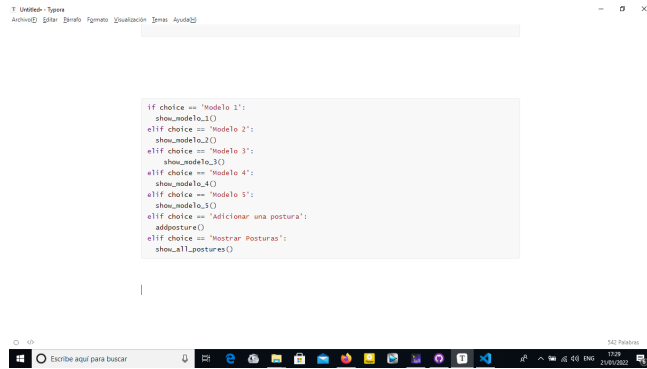 Untitled• - Typora
Archivo(F) Editar Párrafo Formato Visualización Temas Ayuda(H)
if choice == 'Modelo 1':
show_modelo_1()
elif choice == 'Modelo 2':
show_modelo_2()
elif choice == 'Modelo 3':
show_modelo_3()
elif choice == 'Modelo 4':
show_modelo_4()
elif choice == 'Modelo 5':
show_modelo_5()
elif choice == 'Adicionar una postura':
addposture()
elif choice == 'Mostrar Posturas':
show_all_postures()
542 Palabras
Escribe aquí para buscar
ENG
17:29
21/01/2022